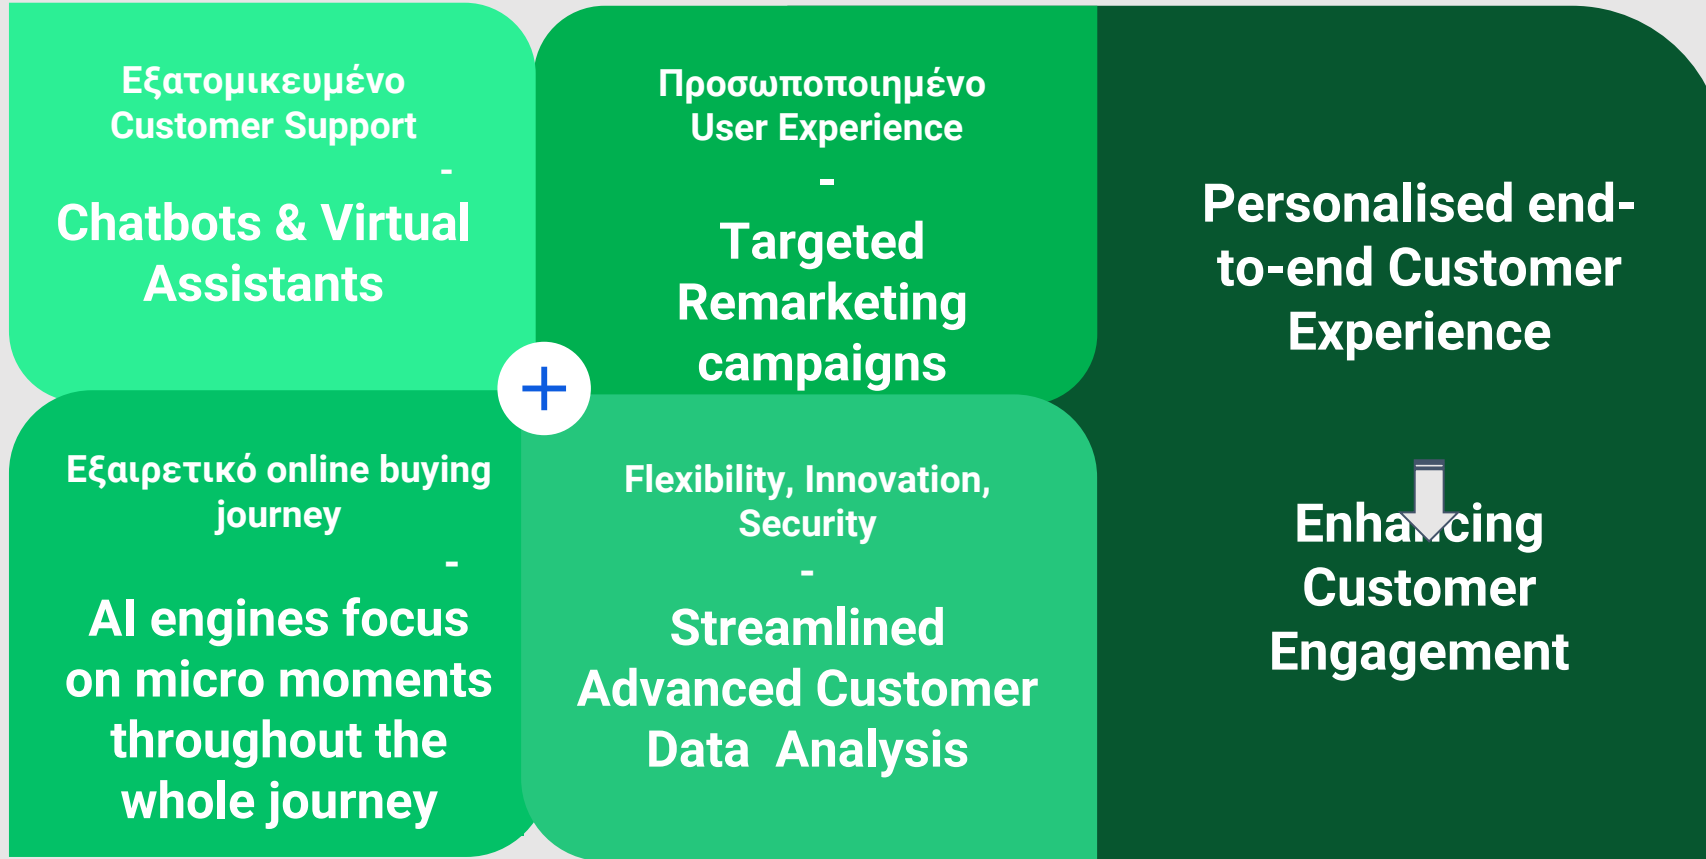 Εξατομικευμένο
Customer Support
-
Chatbots & Virtual
Assistants
Προσωποποιημένο
User Experience
-
Targeted
Remarketing
campaigns
Εξαιρετικό online buying
journey
-
AI engines focus
on micro moments
throughout the
whole journey
Flexibility, Innovation,
Security
-
Streamlined
Advanced Customer
Data  Analysis
Personalised end-
to-end Customer
Experience
Enhancing
Customer
Engagement